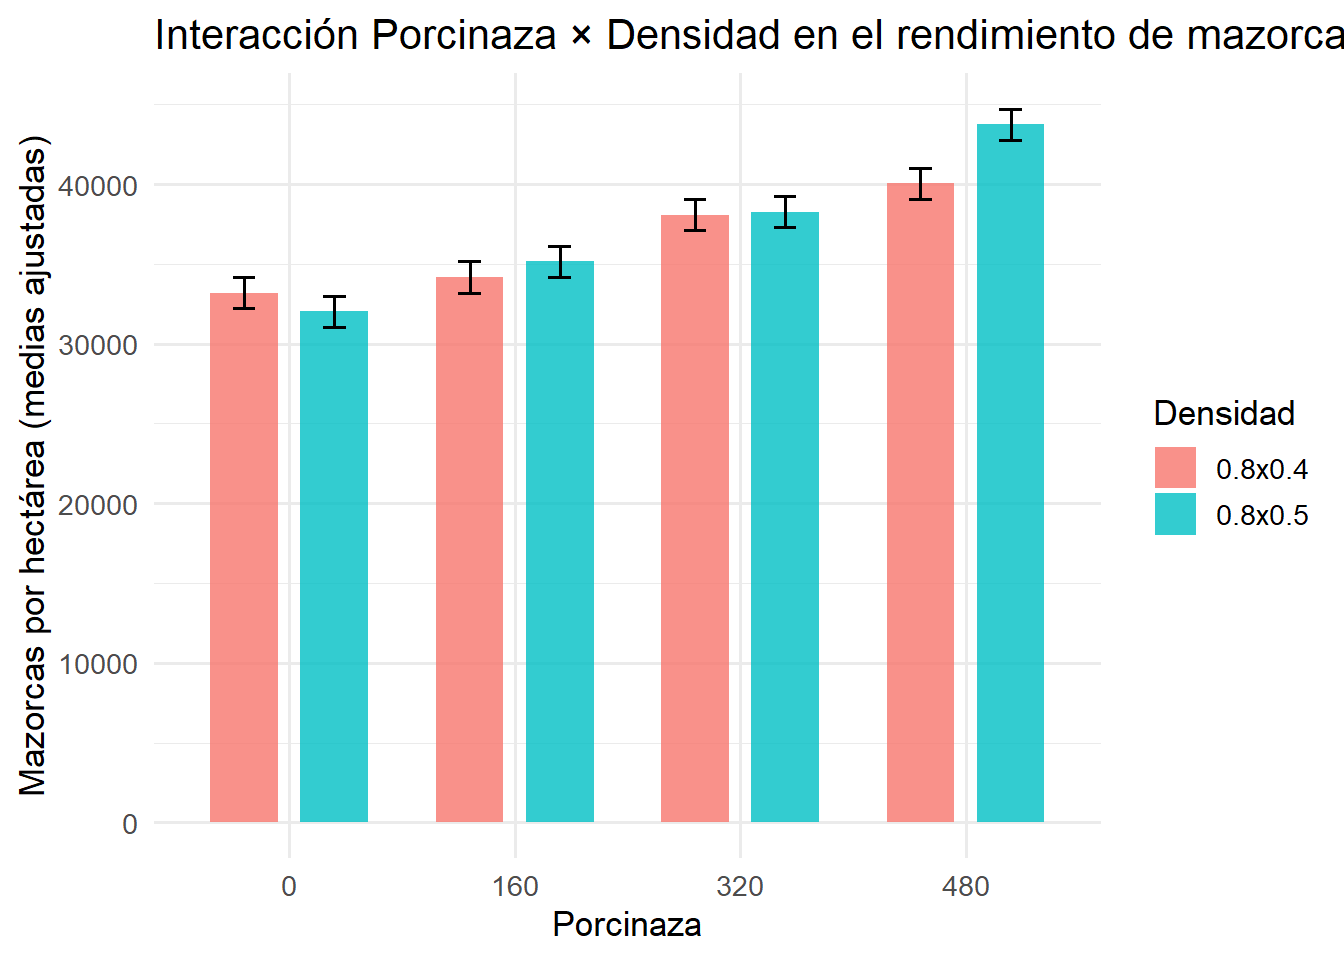 Interacción Porcinaza × Densidad en el rendimiento de mazorca
Mazorcas por hectárea (medias ajustadas)
40000
30000
20000
10000
0
0 160 320 480
Porcinaza
Densidad
0.8x0.4
0.8x0.5